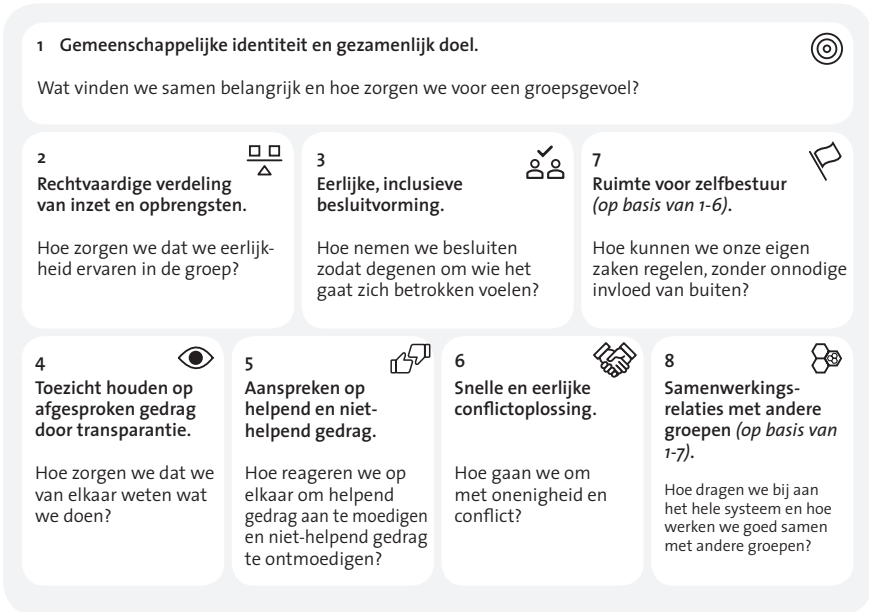 1 Gemeenschappelijke identiteit en gezamenlijk doel.
Wat vinden we samen belangrijk en hoe zorgen we voor een groepsgevoel?
2
Rechtvaardige verdeling
van inzet en opbrengsten.
Hoe zorgen we dat we eerlijk-
heid ervaren in de groep?
3
Eerlijke, inclusieve
besluitvorming.
Hoe nemen we besluiten
zodat degenen om wie het
gaat zich betrokken voelen?
7
Ruimte voor zelfbestuur
(op basis van 1-6).
Hoe kunnen we onze eigen
zaken regelen, zonder onnodige
invloed van buiten?
4
Toezicht houden op
afgesproken gedrag
door transparantie.
Hoe zorgen we dat we
van elkaar weten wat
we doen?
5
Aanspreken op
helpend en niet-
helpend gedrag.
Hoe reageren we op
elkaar om helpend
gedrag aan te moedigen
en niet-helpend gedrag
te ontmoedigen?
6
Snelle en eerlijke
conflictoplossing.
Hoe gaan we om
met onenigheid en
conflict?
8
Samenwerkings-
relaties met andere
groepen (op basis van
1-7).
Hoe dragen we bij aan
het hele systeem en hoe
werken we goed samen
met andere groepen?